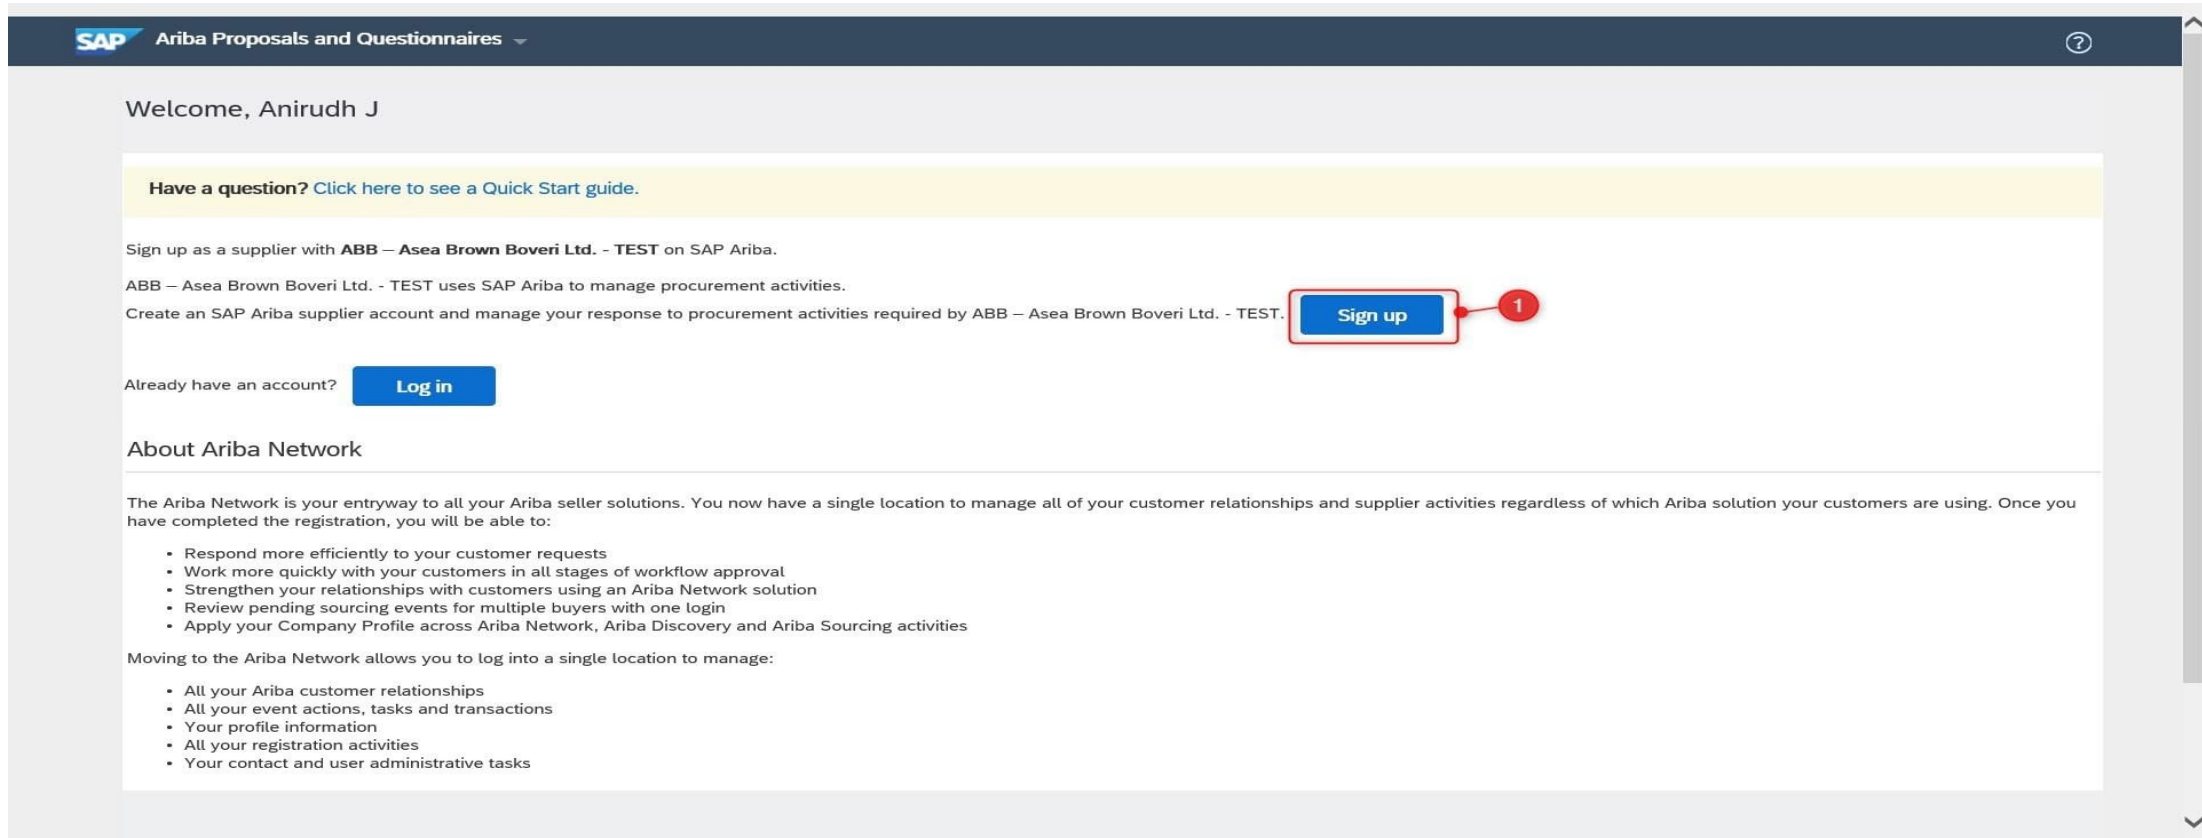 SAP Ariba Proposals and Questionnaires
Welcome, Anirudh J
Have a question? Click here to see a Quick Start guide.
Sign up as a supplier with ABB – Asea Brown Boveri Ltd. - TEST on SAP Ariba.
ABB – Asea Brown Boveri Ltd. - TEST uses SAP Ariba to manage procurement activities.
Create an SAP Ariba supplier account and manage your response to procurement activities required by ABB – Asea Brown Boveri Ltd. - TEST. Sign up 1
Already have an account? Log in
About Ariba Network
The Ariba Network is your entryway to all your Ariba seller solutions. You now have a single location to manage all of your customer relationships and supplier activities regardless of which Ariba solution your customers are using. Once you
have completed the registration, you will be able to:
• Respond more efficiently to your customer requests
• Work more quickly with your customers in all stages of workflow approval
• Strengthen your relationships with customers using an Ariba Network solution
• Review pending sourcing events for multiple buyers with one login
• Apply your Company Profile across Ariba Network, Ariba Discovery and Ariba Sourcing activities
Moving to the Ariba Network allows you to log into a single location to manage:
• All your Ariba customer relationships
• All your event actions, tasks and transactions
• Your profile information
• All your registration activities
• Your contact and user administrative tasks